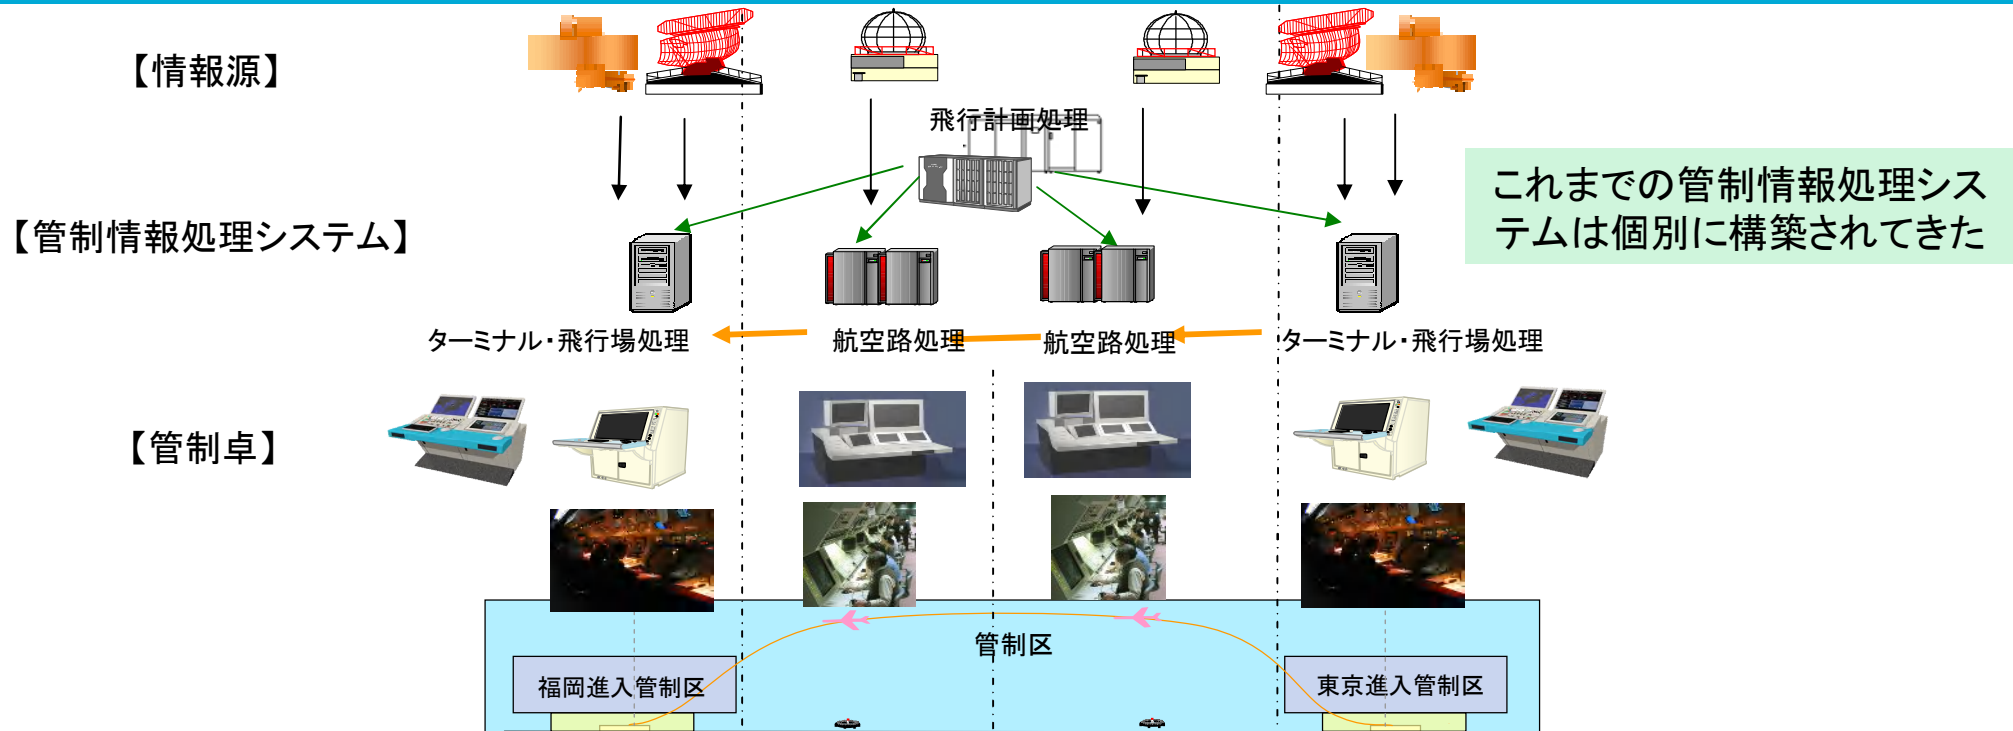 【情報源】
飛行計画処理
これまでの管制情報処理シス
テムは個別に構築されてきた
【管制情報処理システム】
ターミナル・飛行場処理
航空路処理
航空路処理
ターミナル・飛行場処理
【管制卓】
管制区
福岡進入管制区
東京進入管制区